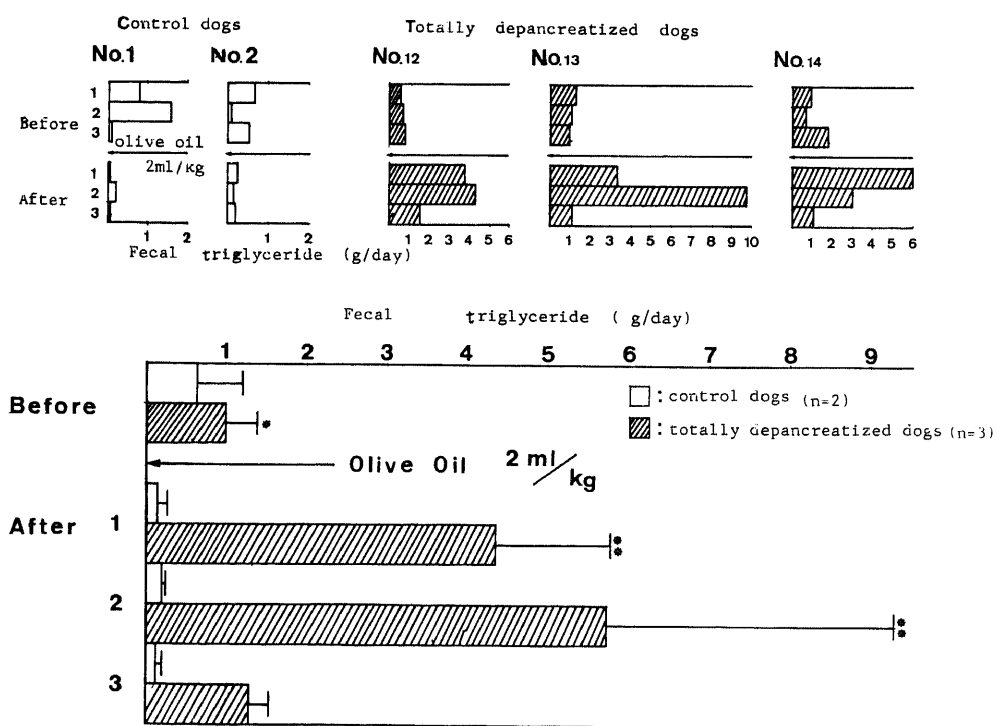 Control dogs
Totally depancreatized dogs
No.1 No.2 No.12 No.13 No.14
Before
1
2
3
olive oil
2ml/kg
After
1
2
3
1 2 1 2 1 2 3 4 5 6 1 2 3 4 5 6 7 8 9 10 1 2 3 4 5 6
Fecal triglyceride (g/day)
Fecal triglyceride ( g/day)
1 2 3 4 5 6 7 8 9
Before
*
: control dogs (n=2)
: totally depancreatized dogs (n=3)
Olive Oil 2 ml/kg
After 1
**
2
**
3